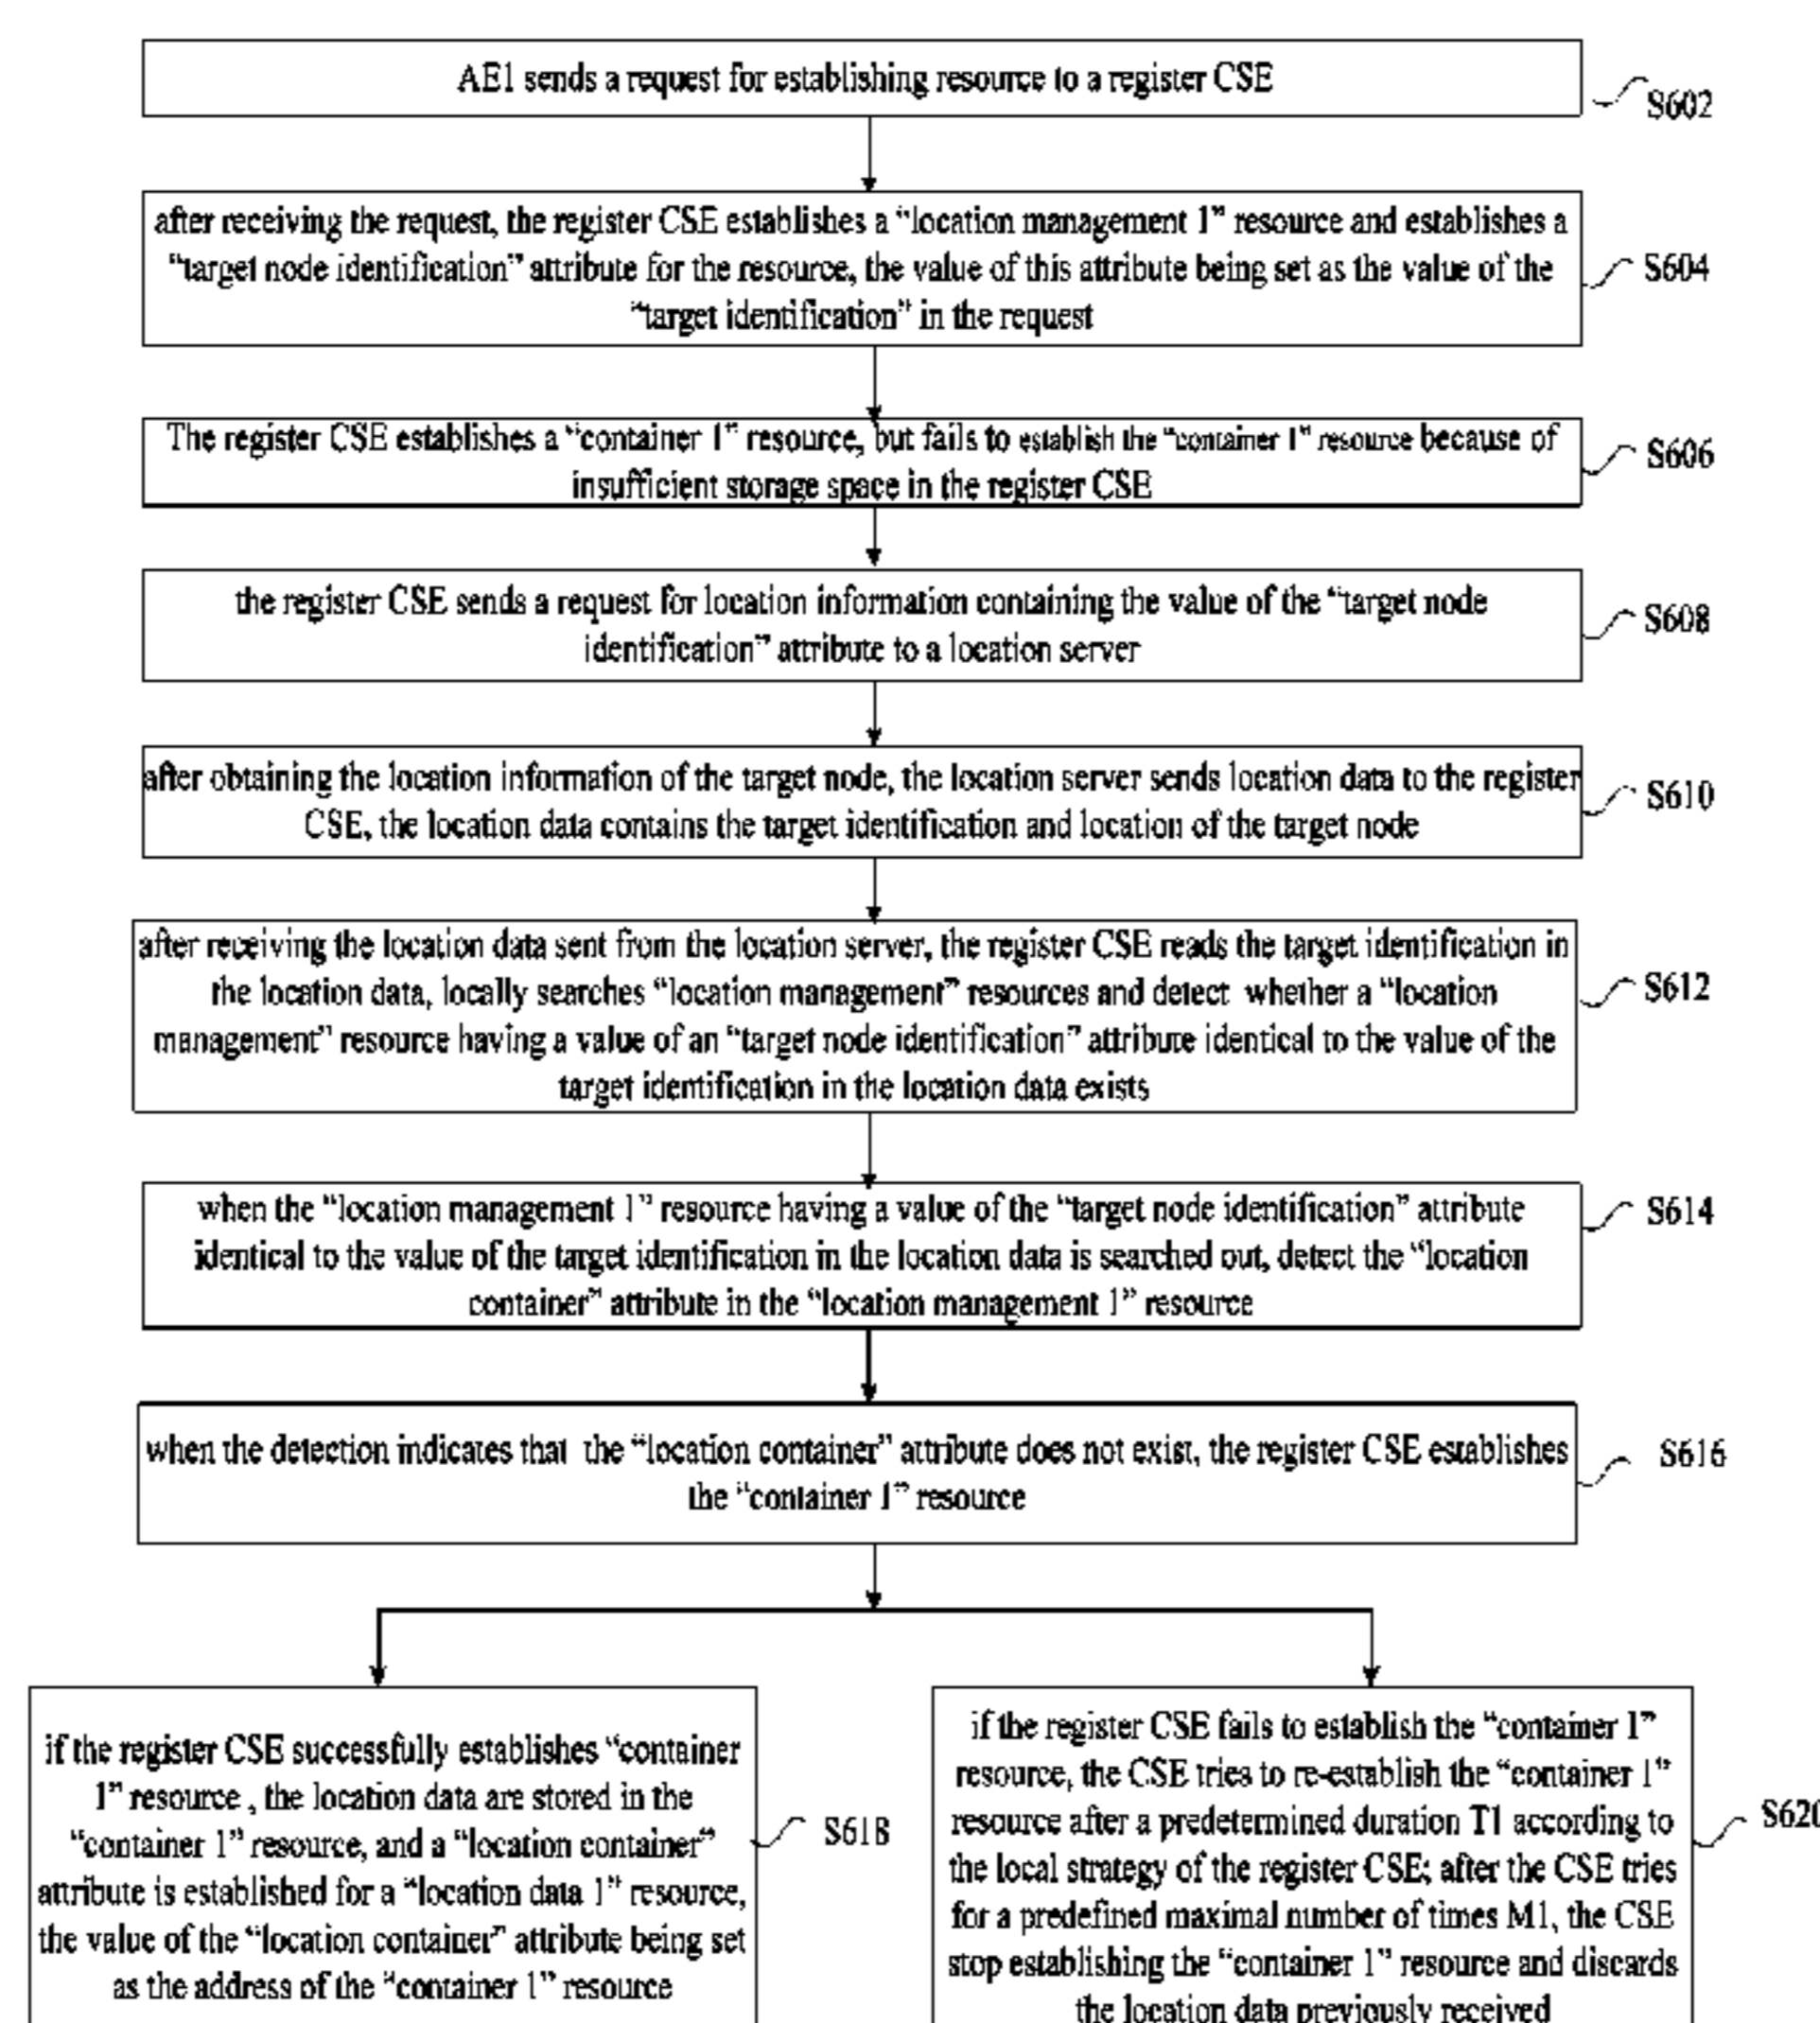 AE1 sends a request for establishing resource to a register CSE
S602
after receiving the request, the register CSE establishes a “location management 1” resource and establishes a
“target node identification” attribute for the resource, the value of this attribute being set as the value of the
“target identification” in the request
S604
The register CSE establishes a “container 1” resource, but fails to establish the “container 1” resource because of
insufficient storage space in the register CSE
S606
the register CSE sends a request for location information containing the value of the “target node
identification” attribute to a location server
S608
after obtaining the location information of the target node, the location server sends location data to the register
CSE, the location data contains the target identification and location of the target node
S610
after receiving the location data sent from the location server, the register CSE reads the target identification in
the location data, locally searches “location management” resources and detect whether a “location
management” resource having a value of an “target node identification” attribute identical to the value of the
target identification in the location data exists
S612
when the “location management 1” resource having a value of the “target node identification” attribute
identical to the value of the target identification in the location data is searched out, detect the “location
container” attribute in the “location management 1” resource
S614
when the detection indicates that the “location container” attribute does not exist, the register CSE establishes
the “container 1” resource
S616
if the register CSE successfully establishes “container
1” resource , the location data are stored in the
“container 1” resource, and a “location container”
attribute is established for a “location data 1” resource,
the value of the “location container” attribute being set
as the address of the “container 1” resource
S618
if the register CSE fails to establish the “container 1”
resource, the CSE tries to re-establish the “container 1”
resource after a predetermined duration T1 according to
the local strategy of the register CSE; after the CSE tries
for a predefined maximal number of times M1, the CSE
stop establishing the “container 1” resource and discards
the location data previously received
S620